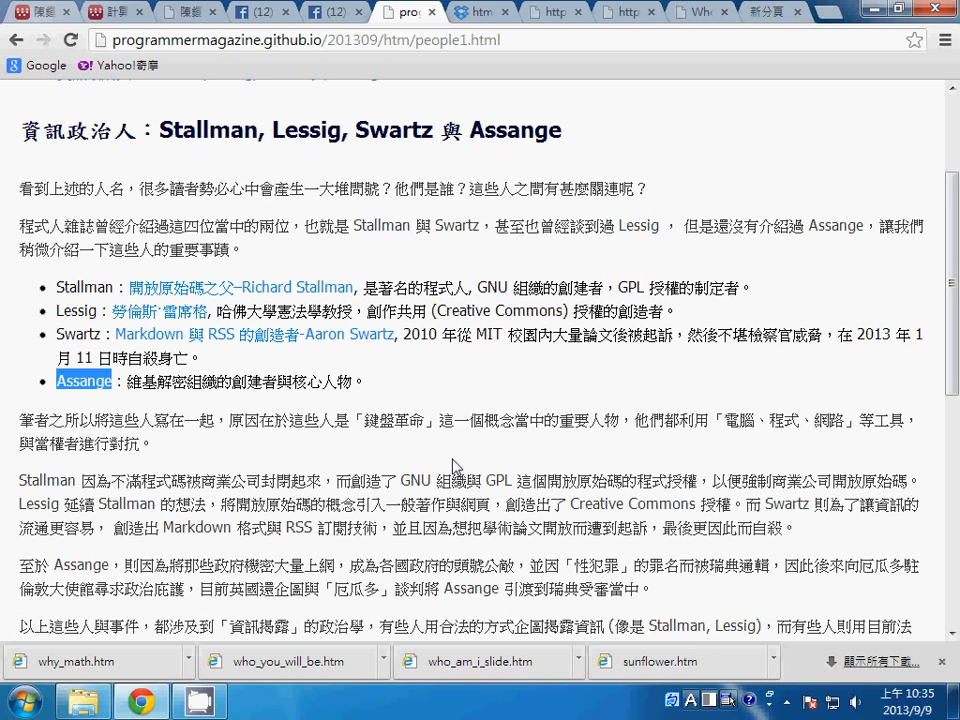 陳鍾
計算
陳鍾
(12)
(12)
prog
htm
http
http
Who
新分頁
programmermagazine.github.io/201309/htm/people1.html
Google
Yahoo!奇摩
資訊政治人：Stallman, Lessig, Swartz 與 Assange
看到上述的人名，很多讀者勢必心中會產生一大堆問號？他們是誰？這些人之間有甚麼關連呢？
程式人雜誌曾經介紹過這四位當中的兩位，也就是 Stallman 與 Swartz，甚至也曾經談到過 Lessig ， 但是還沒有介紹過 Assange，讓我們
稍微介紹一下這些人的重要事蹟。
Stallman：開放原始碼之父–Richard Stallman, 是著名的程式人, GNU 組織的創建者，GPL 授權的制定者。
Lessig：勞倫斯·雷席格, 哈佛大學憲法學教授，創作共用 (Creative Commons) 授權的創造者。
Swartz：Markdown 與 RSS 的創造者-Aaron Swartz, 2010 年從 MIT 校園內大量論文後被起訴，然後不堪檢察官威脅，在 2013 年 1
月 11 日時自殺身亡。
Assange：維基解密組織的創建者與核心人物。
筆者之所以將這些人寫在一起，原因在於這些人是「鍵盤革命」這一個概念當中的重要人物，他們都利用「電腦、程式、網路」等工具，
與當權者進行對抗。
Stallman 因為不滿程式碼被商業公司封閉起來，而創造了 GNU 組織與 GPL 這個開放原始碼的程式授權，以便強制商業公司開放原始碼。
Lessig 延續 Stallman 的想法，將開放原始碼的概念引入一般著作與網頁，創造出了 Creative Commons 授權。而 Swartz 則為了讓資訊的
流通更容易， 創造出 Markdown 格式與 RSS 訂閱技術，並且因為想把學術論文開放而遭到起訴，最後更因此而自殺。
至於 Assange，則因為將那些政府機密大量上網，成為各國政府的頭號公敵，並因「性犯罪」的罪名而被瑞典通輯，因此後來向厄瓜多駐
倫敦大使館尋求政治庇護，目前英國還企圖與「厄瓜多」談判將 Assange 引渡到瑞典受審當中。
以上這些人與事件，都涉及到「資訊揭露」的政治學，有些人用合法的方式企圖揭露資訊 (像是 Stallman, Lessig)，而有些人則用目前法
why_math.htm
who_you_will_be.htm
who_am_i_slide.htm
sunflower.htm
顯示所有下載...
上午 10:35
2013/9/9